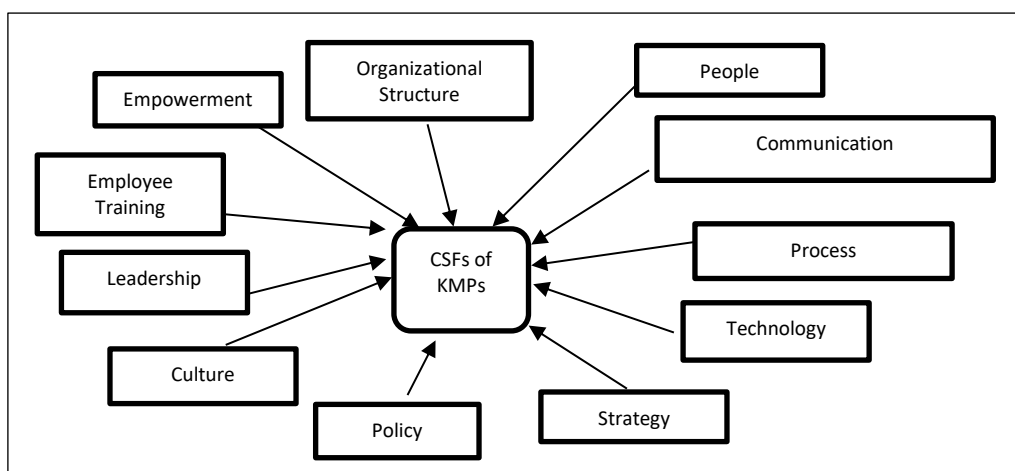 Organizational
Structure
People
Empowerment
Communication
Employee
Training
CSFs of
KMPs
Process
Leadership
Technology
Culture
Policy
Strategy